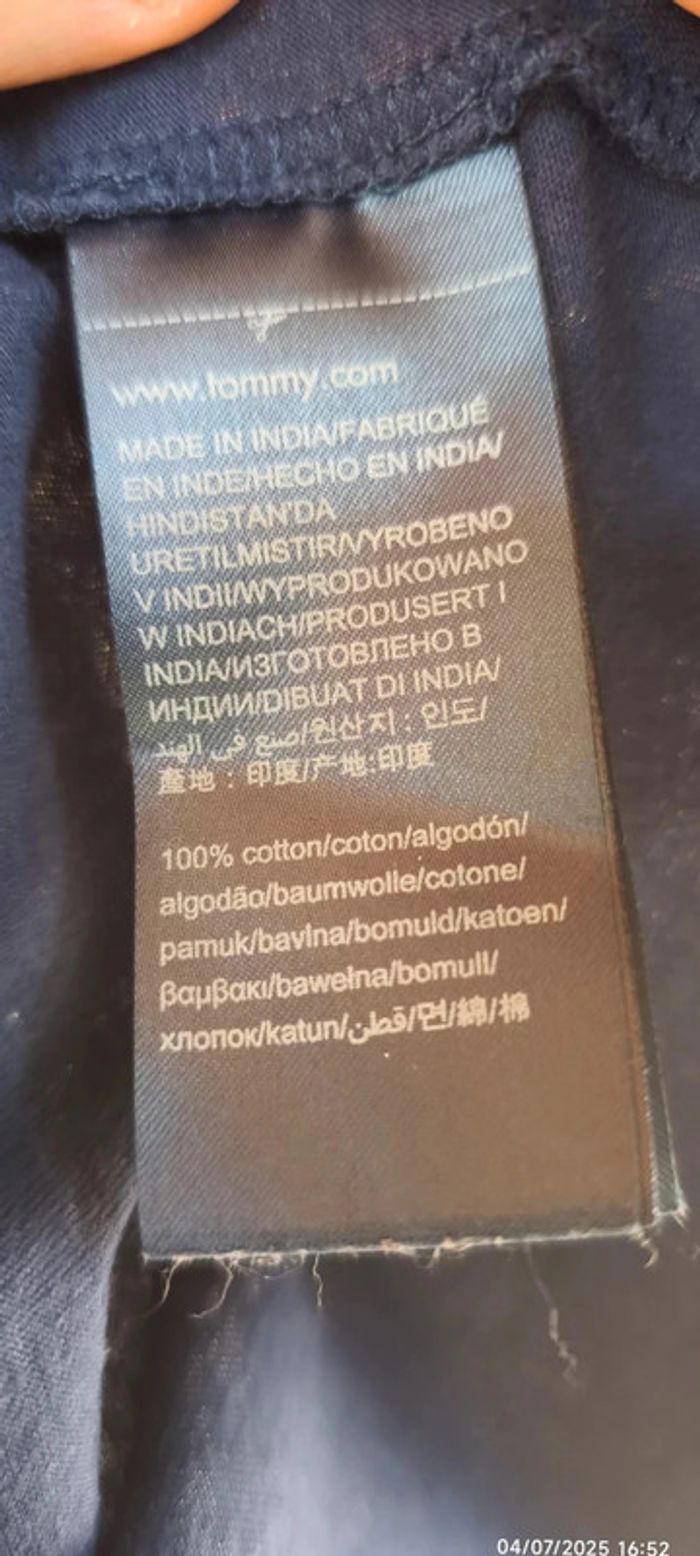 www.tommy.com
MADE IN INDIA/FABRIQUÉ
EN INDE/HECHO EN INDIA/
HINDISTAN'DA
URETILMISTIR/VYROBENO
V INDII/WYPRODUKOWANO
W INDIACH/PRODUSERT I
INDIA/ИЗГОТОВЛЕНО В
ИНДИИ/DIBUAT DI INDIA/
صنع في الهند/원산지 : 인도/
產地 : 印度/产地:印度
100% cotton/coton/algodón/
algodão/baumwolle/cotone/
pamuk/bavlna/bomuld/katoen/
βαμβακι/bawełna/bomull/
хлопок/katun/قطن/면/綿/棉
04/07/2025 16:52